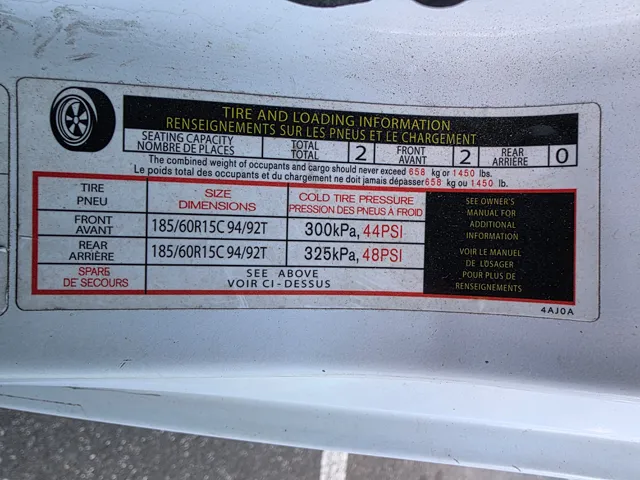 TIRE AND LOADING INFORMATION
RENSEIGNEMENTS SUR LES PNEUS ET LE CHARGEMENT
SEATING CAPACITY TOTAL 2 FRONT 2 REAR 0
NOMBRE DE PLACES TOTAL AVANT ARRIÈRE
The combined weight of occupants and cargo should never exceed 658 kg or 1450 lbs.
Le poids total des occupants et du chargement ne doit jamais dépasser 658 kg ou 1450 lb.
TIRE SIZE COLD TIRE PRESSURE
PNEU DIMENSIONS PRESSION DES PNEUS À FROID
FRONT
AVANT 185/60R15C 94/92T 300kPa, 44PSI
REAR
ARRIÈRE 185/60R15C 94/92T 325kPa, 48PSI
SPARE SEE ABOVE
DE SECOURS VOIR CI-DESSUS
SEE OWNER'S
MANUAL FOR
ADDITIONAL
INFORMATION
VOIR LE MANUEL
DE L'USAGER
POUR PLUS DE
RENSEIGNEMENTS
4AJ0A